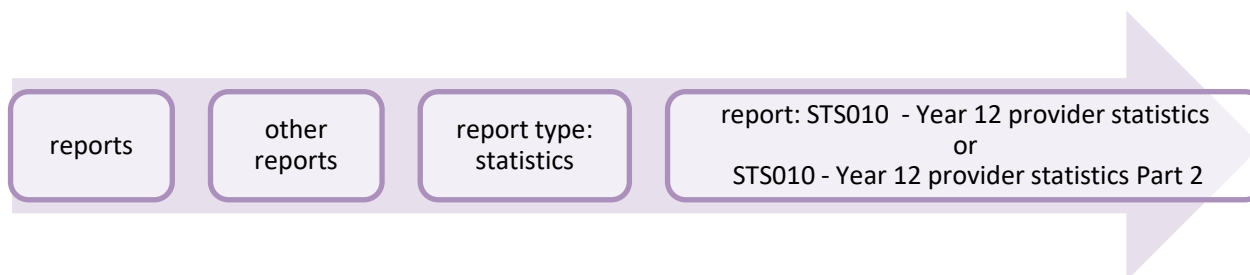 reports
other
reports
report type:
statistics
report: STS010  - Year 12 provider statistics
or
STS010 - Year 12 provider statistics Part 2